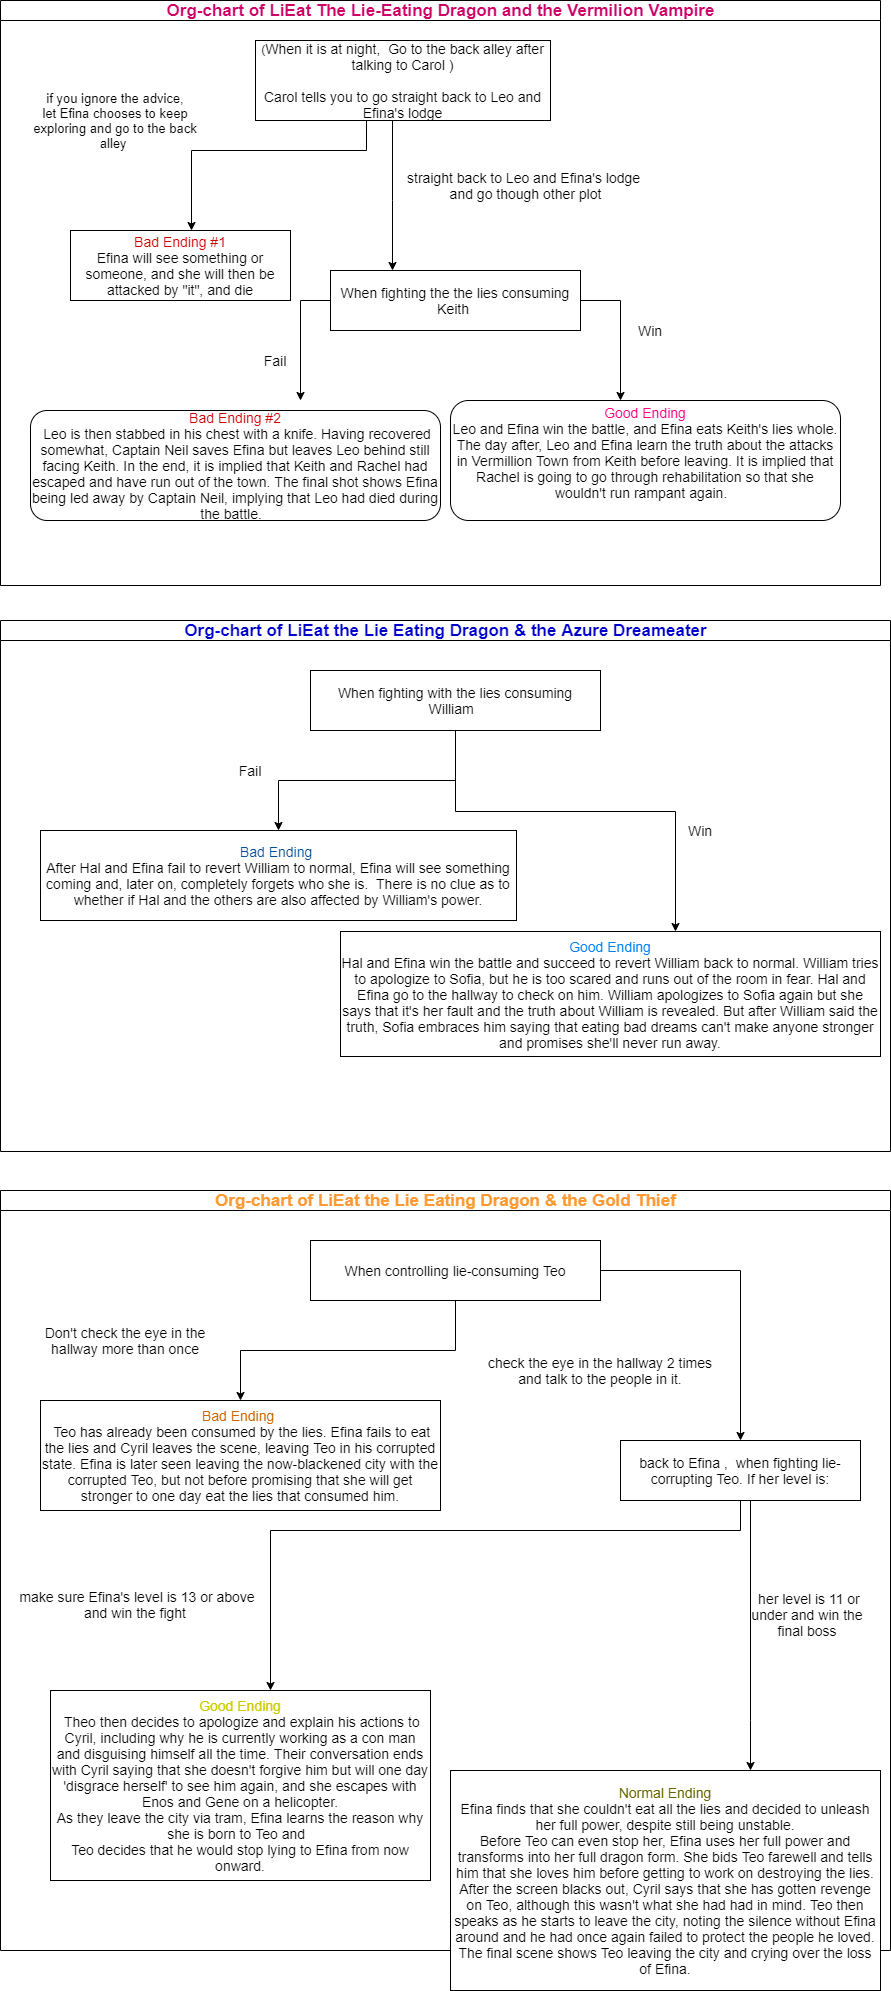 Org-chart of LiEat The Lie-Eating Dragon and the Vermilion Vampire
(When it is at night,  Go to the back alley after
talking to Carol )
Carol tells you to go straight back to Leo and
Efina's lodge
if you ignore the advice,
let Efina chooses to keep
exploring and go to the back
alley
straight back to Leo and Efina's lodge
and go though other plot
Bad Ending #1
Efina will see something or
someone, and she will then be
attacked by "it", and die
When fighting the the lies consuming
Keith
Fail
Win
Bad Ending #2
Leo is then stabbed in his chest with a knife. Having recovered
somewhat, Captain Neil saves Efina but leaves Leo behind still
facing Keith. In the end, it is implied that Keith and Rachel had
escaped and have run out of the town. The final shot shows Efina
being led away by Captain Neil, implying that Leo had died during
the battle.
Good Ending
Leo and Efina win the battle, and Efina eats Keith's lies whole.
The day after, Leo and Efina learn the truth about the attacks
in Vermillion Town from Keith before leaving. It is implied that
Rachel is going to go through rehabilitation so that she
wouldn't run rampant again.
Org-chart of LiEat the Lie Eating Dragon & the Azure Dreameater
When fighting with the lies consuming
William
Fail
Win
Bad Ending
After Hal and Efina fail to revert William to normal, Efina will see something
coming and, later on, completely forgets who she is.  There is no clue as to
whether if Hal and the others are also affected by William's power.
Good Ending
Hal and Efina win the battle and succeed to revert William back to normal. William tries
to apologize to Sofia, but he is too scared and runs out of the room in fear. Hal and
Efina go to the hallway to check on him. William apologizes to Sofia again but she
says that it's her fault and the truth about William is revealed. But after William said the
truth, Sofia embraces him saying that eating bad dreams can't make anyone stronger
and promises she'll never run away.
Org-chart of LiEat the Lie Eating Dragon & the Gold Thief
When controlling lie-consuming Teo
Don't check the eye in the
hallway more than once
check the eye in the hallway 2 times
and talk to the people in it.
Bad Ending
Teo has already been consumed by the lies. Efina fails to eat
the lies and Cyril leaves the scene, leaving Teo in his corrupted
state. Efina is later seen leaving the now-blackened city with the
corrupted Teo, but not before promising that she will get
stronger to one day eat the lies that consumed him.
back to Efina ,  when fighting lie-
corrupting Teo. If her level is:
make sure Efina's level is 13 or above
and win the fight
her level is 11 or
under and win the
final boss
Good Ending
Theo then decides to apologize and explain his actions to
Cyril, including why he is currently working as a con man
and disguising himself all the time. Their conversation ends
with Cyril saying that she doesn't forgive him but will one day
'disgrace herself' to see him again, and she escapes with
Enos and Gene on a helicopter.
As they leave the city via tram, Efina learns the reason why
she is born to Teo and
Teo decides that he would stop lying to Efina from now
onward.
Normal Ending
Efina finds that she couldn't eat all the lies and decided to unleash
her full power, despite still being unstable.
Before Teo can even stop her, Efina uses her full power and
transforms into her full dragon form. She bids Teo farewell and tells
him that she loves him before getting to work on destroying the lies.
After the screen blacks out, Cyril says that she has gotten revenge
on Teo, although this wasn't what she had had in mind. Teo then
speaks as he starts to leave the city, noting the silence without Efina
around and he had once again failed to protect the people he loved.
The final scene shows Teo leaving the city and crying over the loss
of Efina.